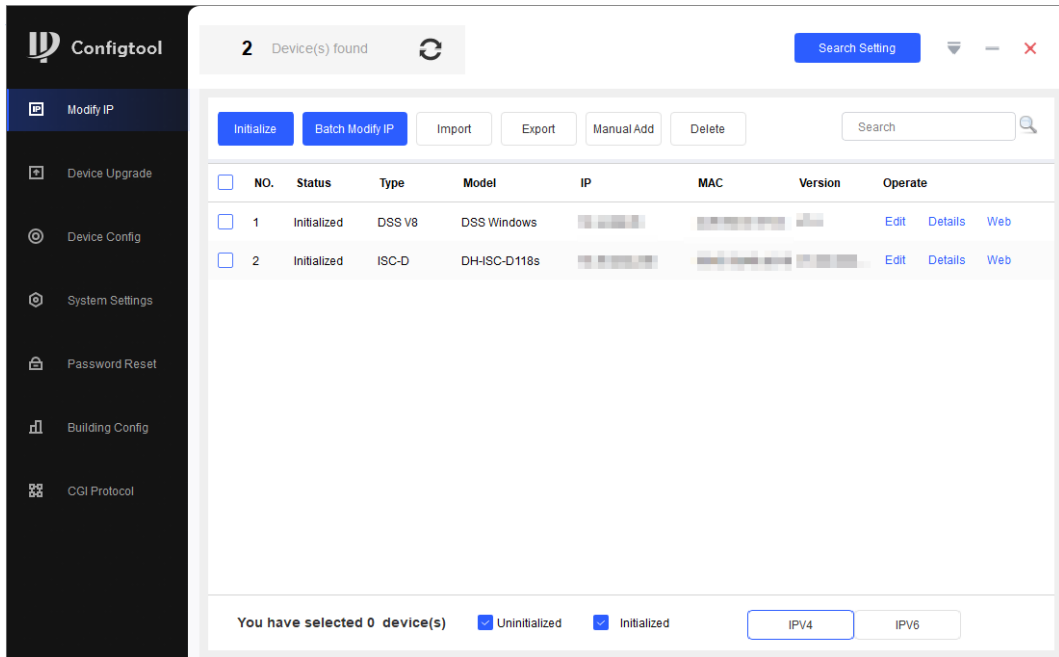 Configtool
2 Device(s) found
Search Setting
Modify IP
Device Upgrade
Device Config
System Settings
Password Reset
Building Config
CGI Protocol
Initialize Batch Modify IP Import Export Manual Add Delete Search
NO. Status Type Model IP MAC Version Operate
1 Initialized DSS V8 DSS Windows Edit Details Web
2 Initialized ISC-D DH-ISC-D118s Edit Details Web
You have selected 0 device(s) Uninitialized Initialized IPV4 IPV6